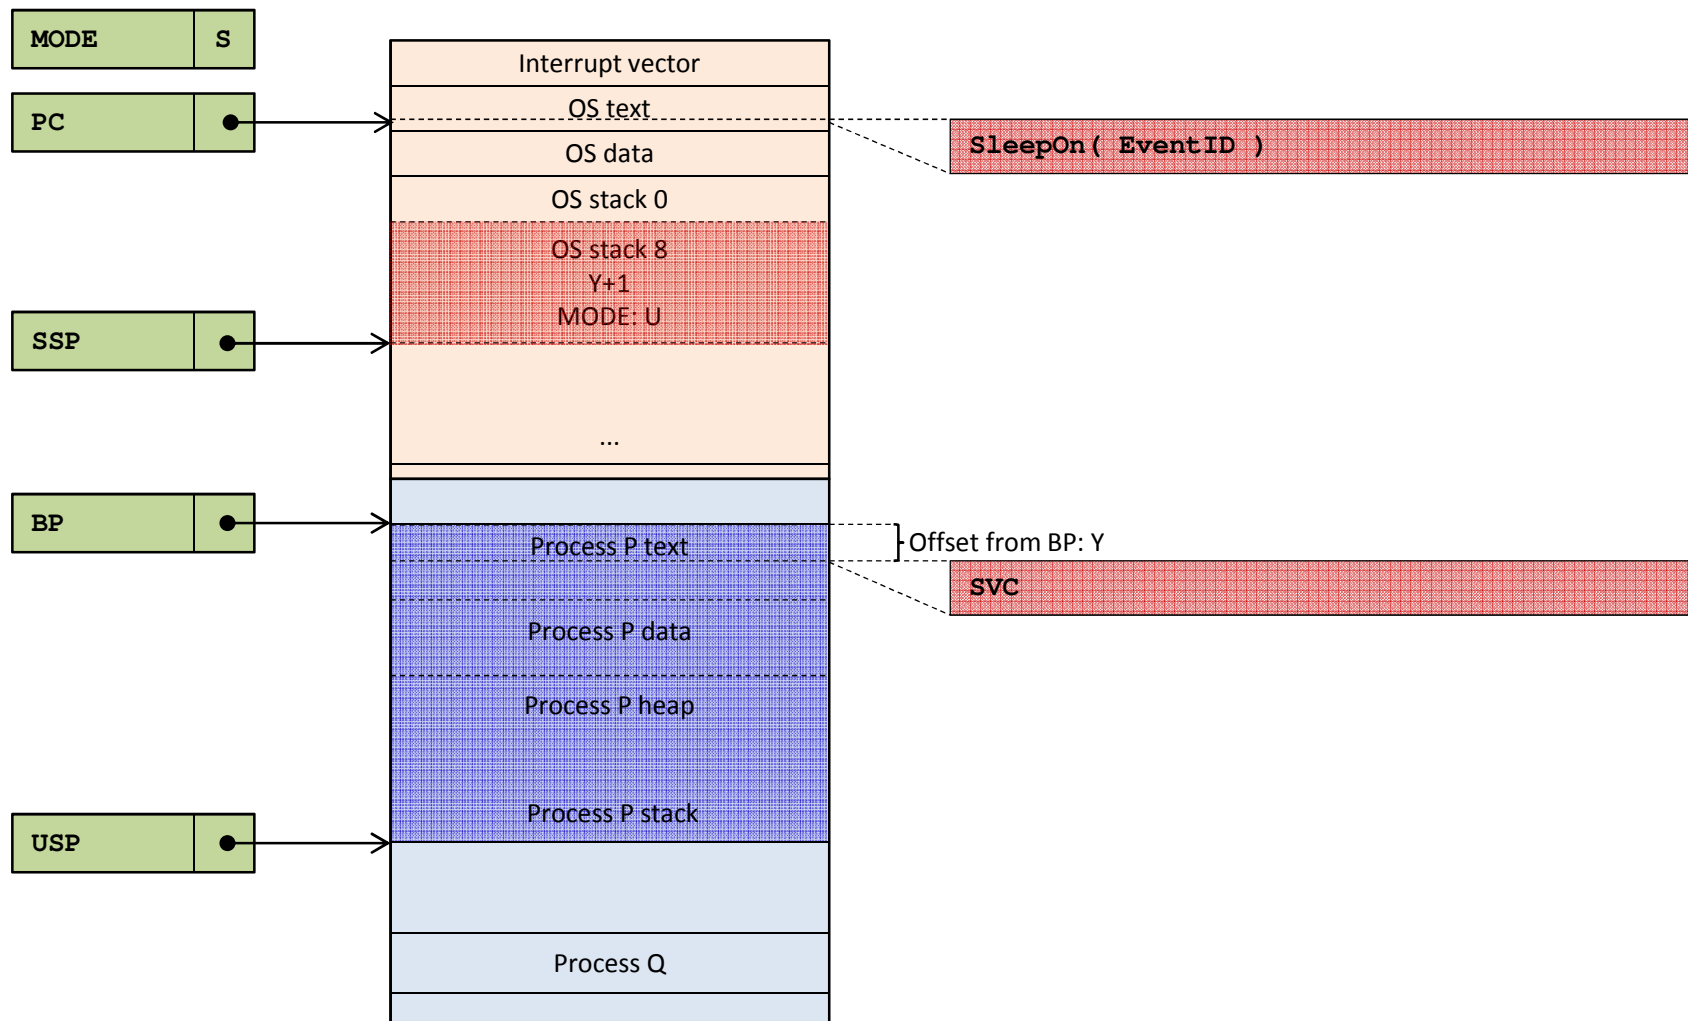 MODE S
Interrupt vector
PC
OS text
SleepOn( EventID )
OS data
OS stack 0
OS stack 8
Y+1
MODE: U
SSP
...
BP
Process P text
Offset from BP: Y
SVC
Process P data
Process P heap
Process P stack
USP
Process Q